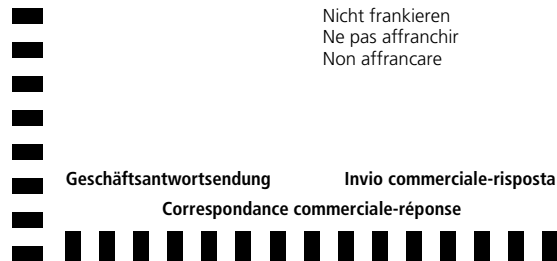 Nicht frankieren
Ne pas affranchir
Non affrancare
Geschäftsantwortsendung Invio commerciale-risposta
Correspondance commerciale-réponse